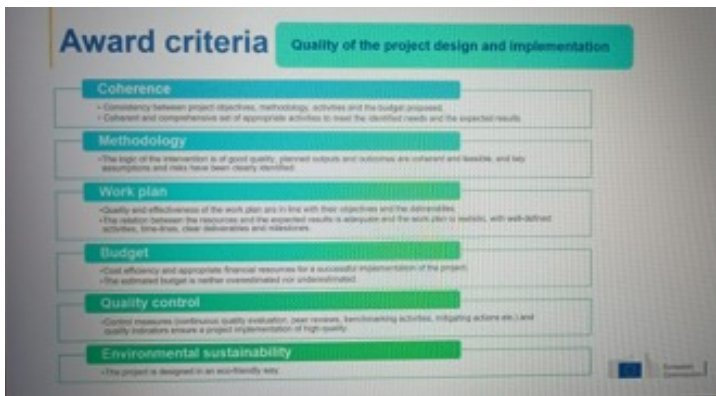 Award criteria
Quality of the project design and implementation
Coherence
• Consistency between project objectives, methodology, activities and the budget proposed.
• Coherent and comprehensive set of appropriate activities to meet the identified needs and the expected results.
Methodology
• The logic of the intervention is of good quality, planned outputs and outcomes are coherent and feasible, and key
assumptions and risks have been clearly identified.
Work plan
• Quality and effectiveness of the work plan are in line with their objectives and the deliverables.
• The relation between the resources and the expected results is adequate and the work plan is realistic, with well-defined
activities, time-lines, clear deliverables and milestones.
Budget
• Cost efficiency and appropriate financial resources for a successful implementation of the project.
• The estimated budget is neither overestimated nor underestimated.
Quality control
• Control measures (continuous quality evaluation, peer reviews, benchmarking activities, mitigating actions etc.) and
quality indicators ensure a project implementation of high quality.
Environmental sustainability
• The project is designed in an eco-friendly way.
European
Commission